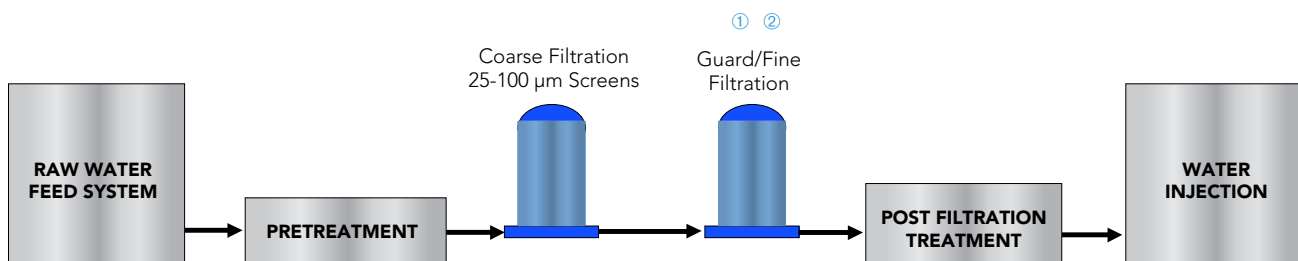 ① ②
Coarse Filtration
25-100 µm Screens
Guard/Fine
Filtration
RAW WATER
FEED SYSTEM
PRETREATMENT
POST FILTRATION
TREATMENT
WATER
INJECTION